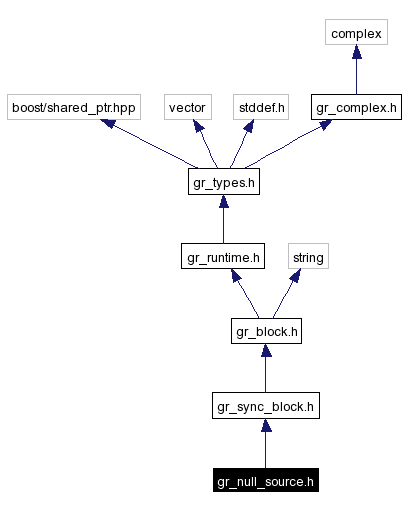 complex
boost/shared_ptr.hpp vector stddef.h gr_complex.h
gr_types.h
gr_runtime.h string
gr_block.h
gr_sync_block.h
gr_null_source.h